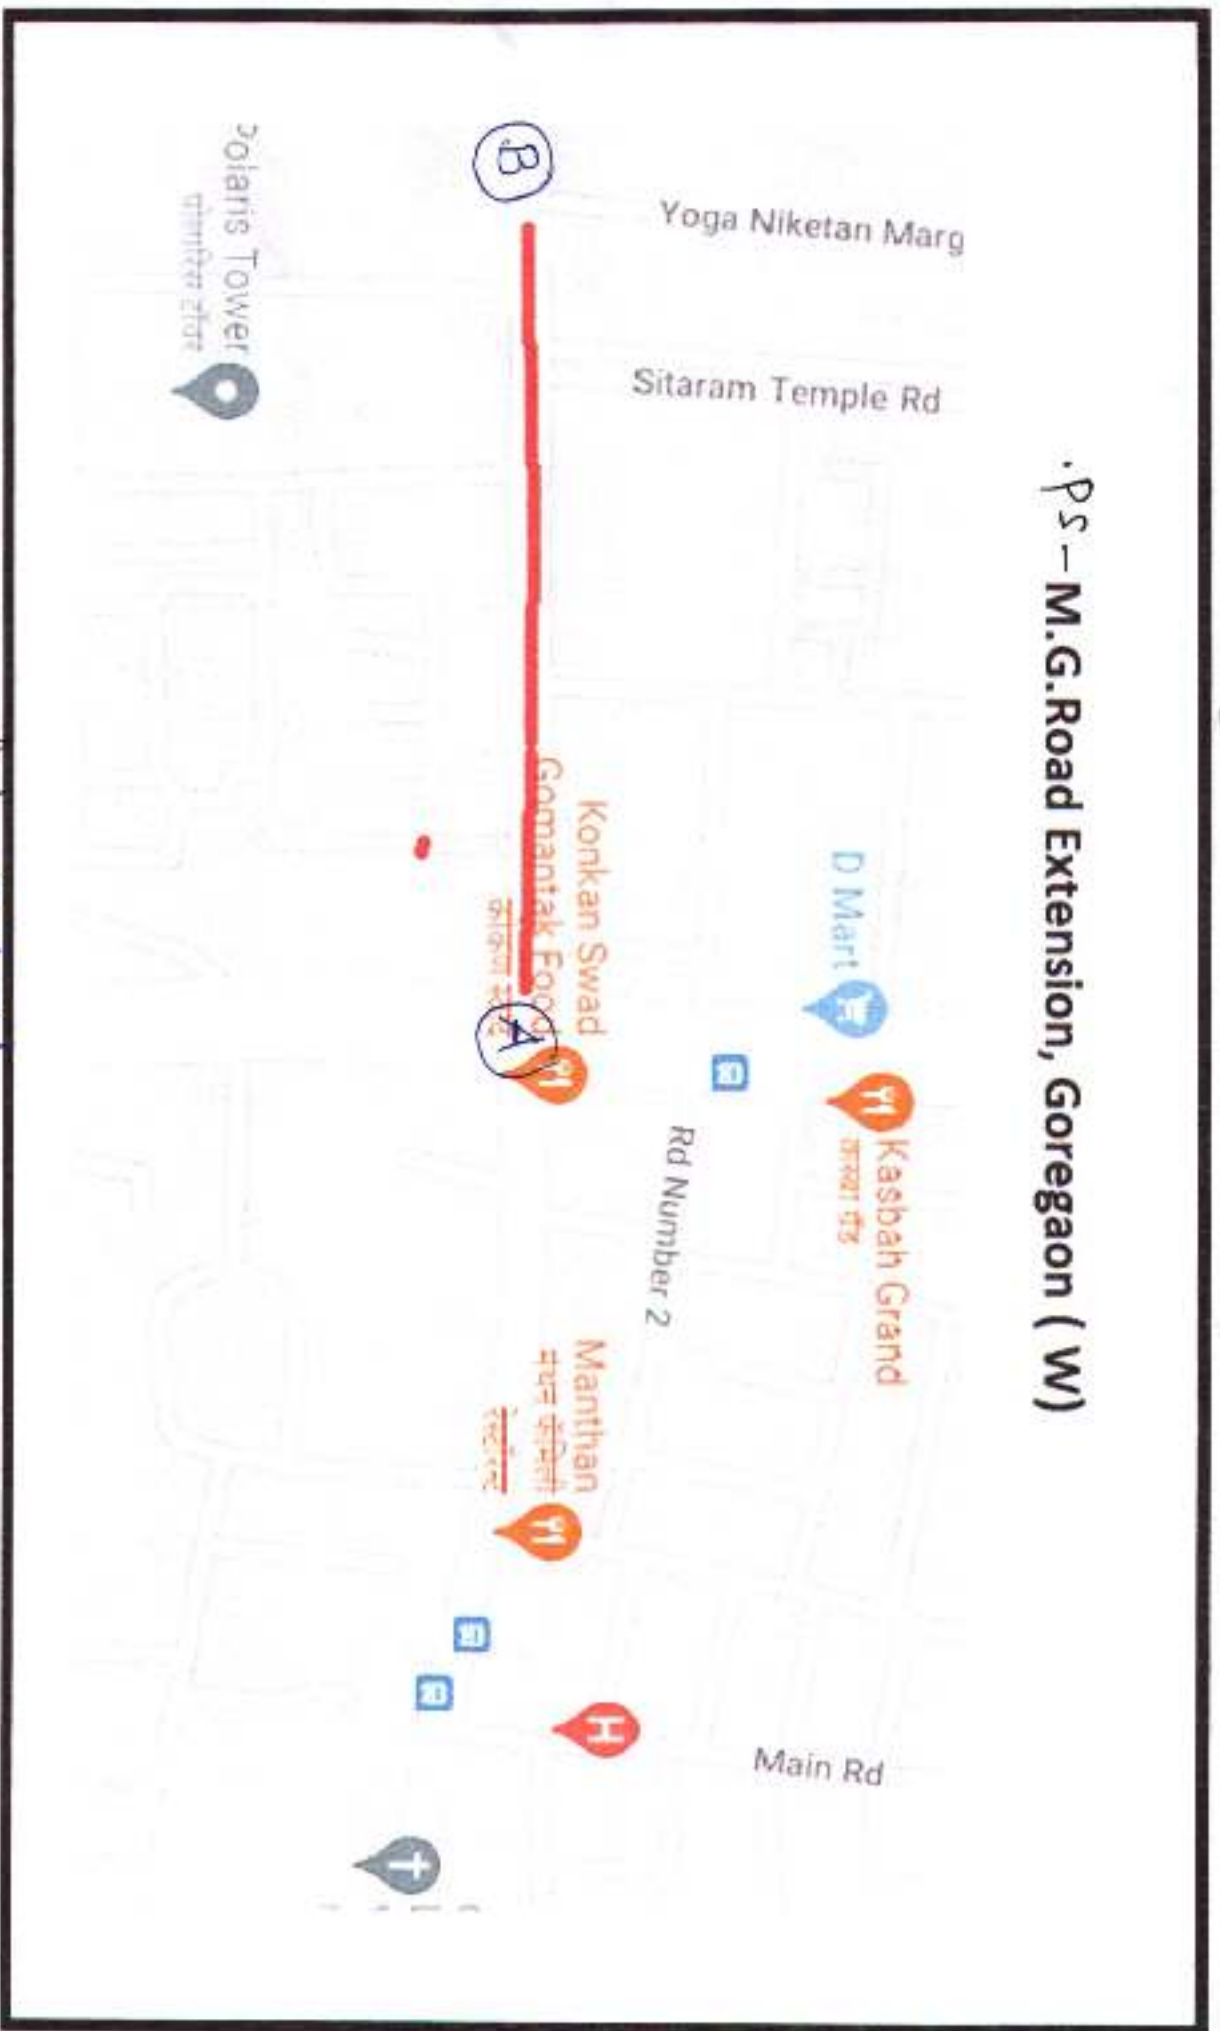 .PS - M.G.Road Extension, Goregaon ( W)
Yoga Niketan Marg
Sitaram Temple Rd
D Mart
Kasbah Grand
Rd Number 2
Main Rd
Konkan Swad
Gomantak Food
Manthan
B
A
Polaris Tower
पोलारिस टॉवर
H